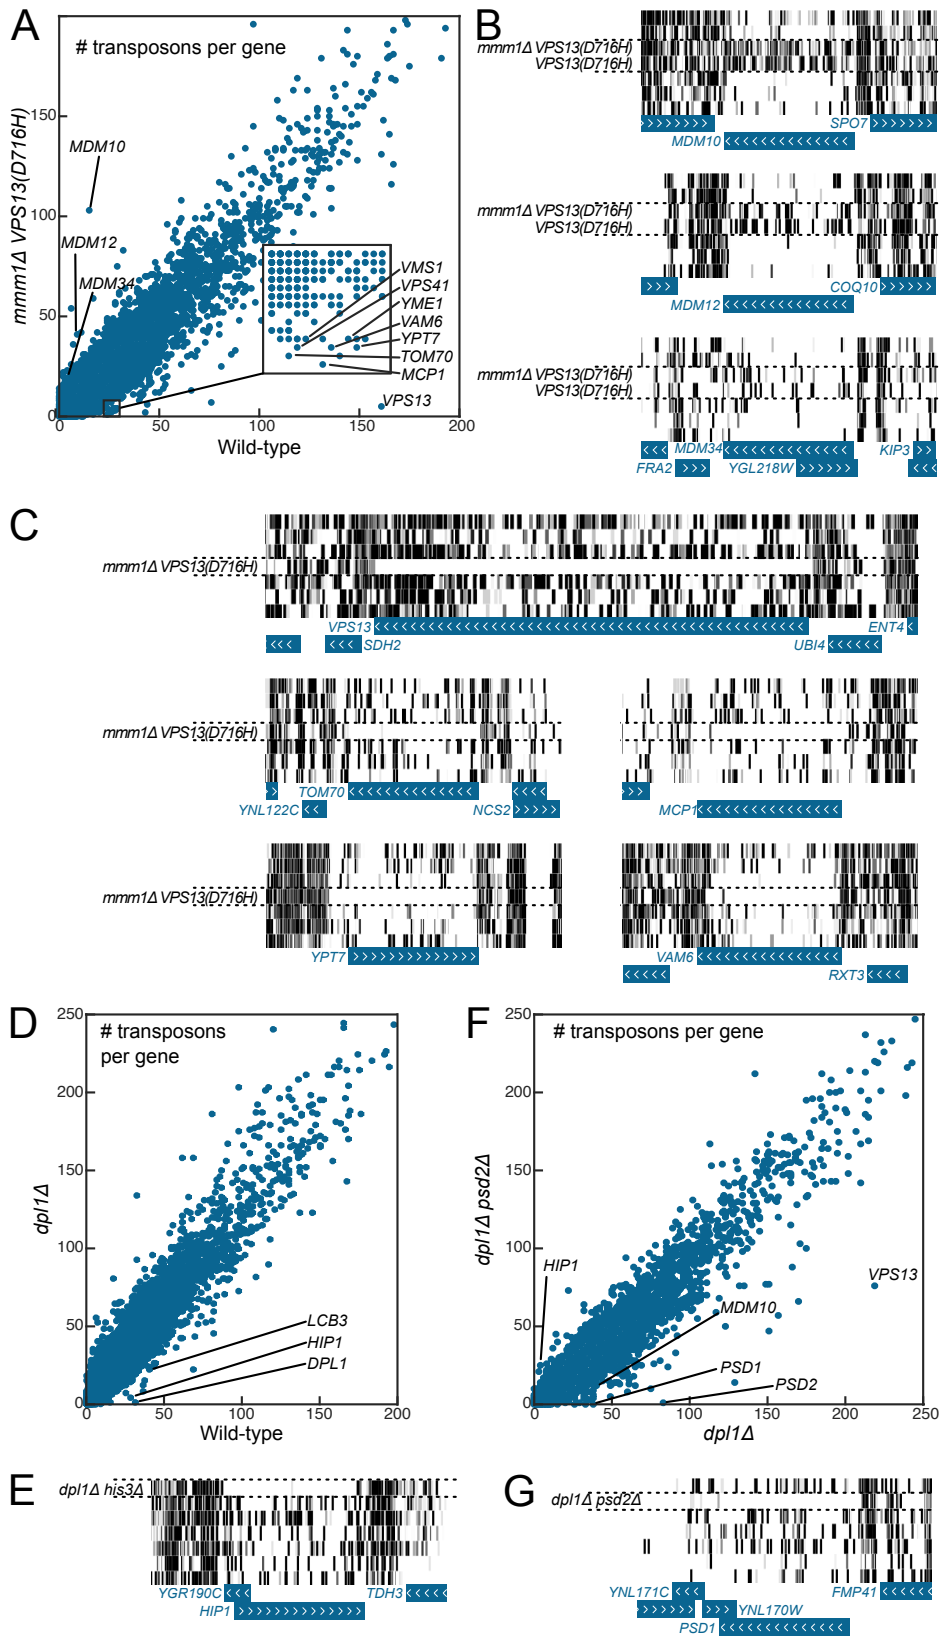 A
# transposons per gene
mmm1Δ VPS13(D716H)
150
100
50
0
0
50
100
150
200
Wild-type
MDM10
MDM12
MDM34
VMS1
VPS41
YME1
VAM6
YPT7
TOM70
MCP1
VPS13
B
mmm1Δ VPS13(D716H)
VPS13(D716H)
SPO7
MDM10
mmm1Δ VPS13(D716H)
VPS13(D716H)
COQ10
MDM12
mmm1Δ VPS13(D716H)
VPS13(D716H)
MDM34
KIP3
FRA2
YGL218W
C
mmm1Δ VPS13(D716H)
VPS13
ENT4
SDH2
UBI4
mmm1Δ VPS13(D716H)
TOM70
YNL122C
NCS2
MCP1
mmm1Δ VPS13(D716H)
YPT7
VAM6
RXT3
D
# transposons
per gene
dpl1Δ
250
200
150
100
50
0
0
50
100
150
200
Wild-type
LCB3
HIP1
DPL1
F
# transposons per gene
dpl1Δ psd2Δ
250
200
150
100
50
0
0
50
100
150
200
250
dpl1Δ
HIP1
VPS13
MDM10
PSD1
PSD2
E
dpl1Δ his3Δ
YGR190C
TDH3
HIP1
G
dpl1Δ psd2Δ
YNL171C
FMP41
YNL170W
PSD1